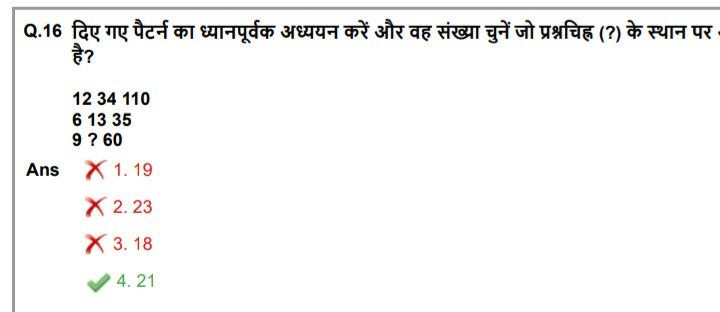 Q.16 दिए गए पैटर्न का ध्यानपूर्वक अध्ययन करें और वह संख्या चुनें जो प्रश्नचिह्न (?) के स्थान पर
है?
12 34 110
6 13 35
9 ? 60
Ans 1. 19
2. 23
3. 18
4. 21